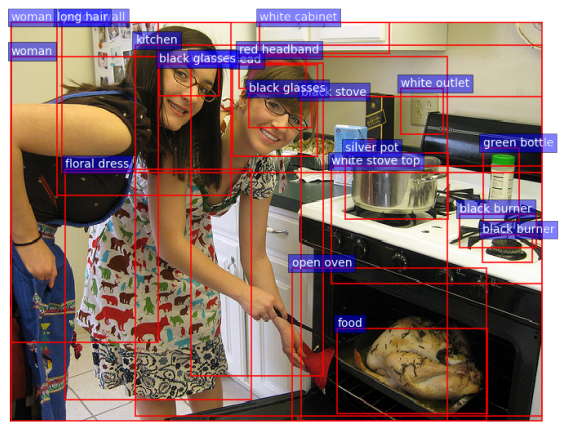 woman long hair all
white cabinet
woman
kitchen
red headband
black glasses ead
white outlet
black glasses
black stove
green bottle
silver pot
floral dress
white stove top
black burner
black burner
open oven
food